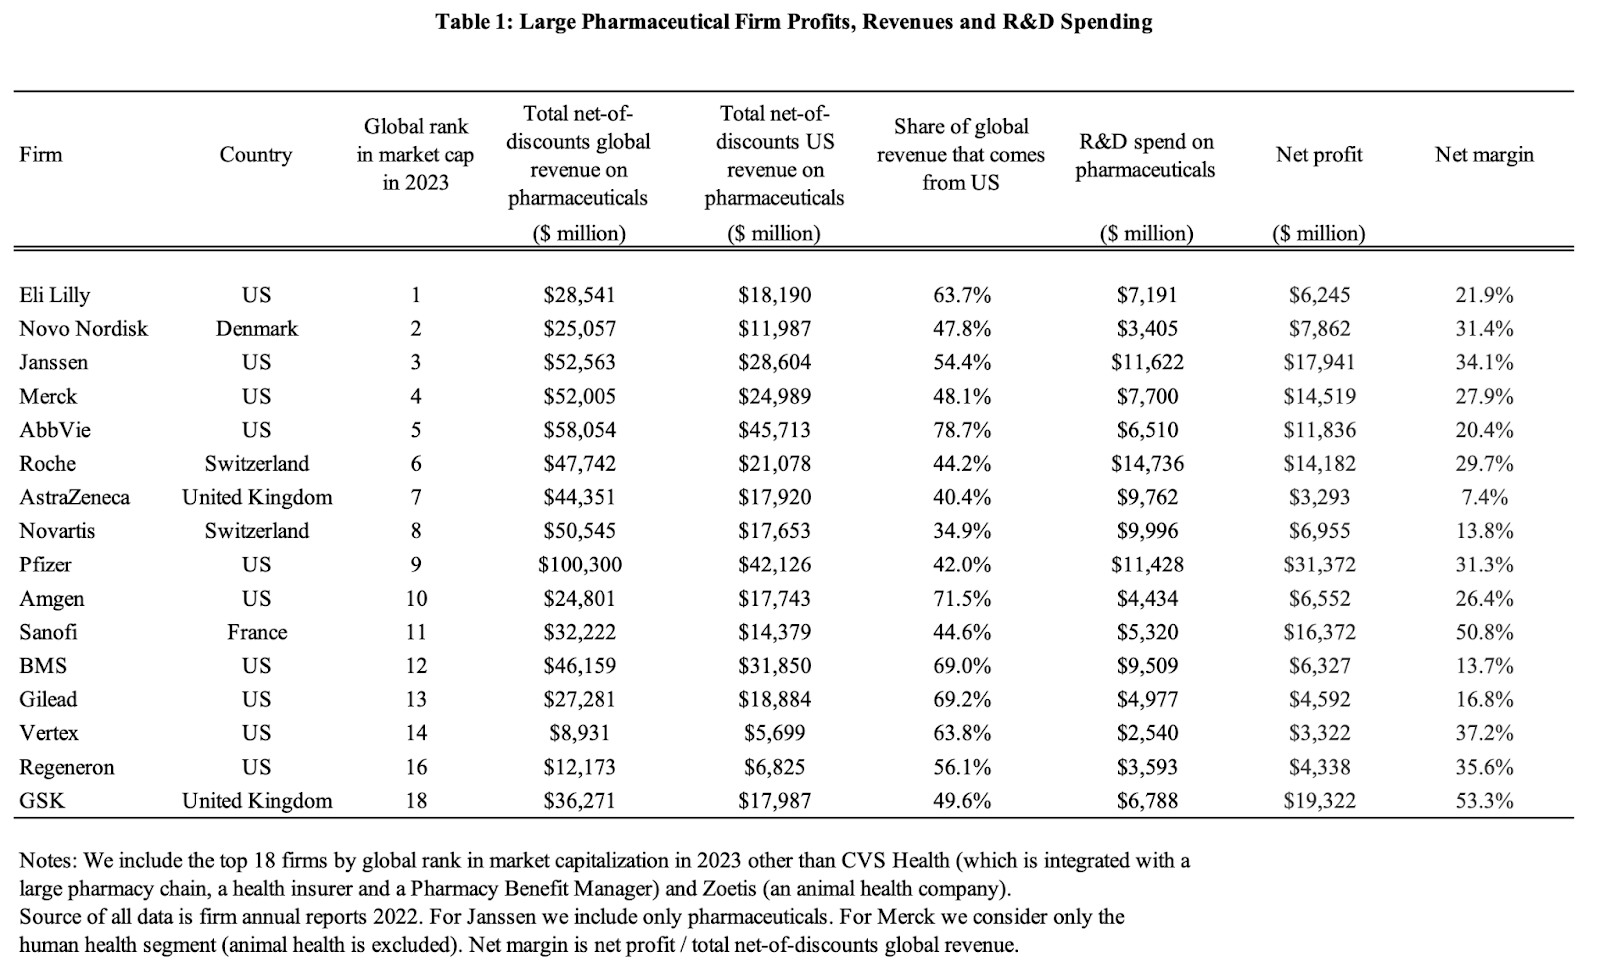 Table 1: Large Pharmaceutical Firm Profits, Revenues and R&D Spending
Firm Country Global rank in market cap in 2023 Total net-of-discounts global revenue on pharmaceuticals Total net-of-discounts US revenue on pharmaceuticals Share of global revenue that comes from US R&D spend on pharmaceuticals Net profit Net margin
($ million) ($ million) ($ million) ($ million)
Eli Lilly US 1 $28,541 $18,190 63.7% $7,191 $6,245 21.9%
Novo Nordisk Denmark 2 $25,057 $11,987 47.8% $3,405 $7,862 31.4%
Janssen US 3 $52,563 $28,604 54.4% $11,622 $17,941 34.1%
Merck US 4 $52,005 $24,989 48.1% $7,700 $14,519 27.9%
AbbVie US 5 $58,054 $45,713 78.7% $6,510 $11,836 20.4%
Roche Switzerland 6 $47,742 $21,078 44.2% $14,736 $14,182 29.7%
AstraZeneca United Kingdom 7 $44,351 $17,920 40.4% $9,762 $3,293 7.4%
Novartis Switzerland 8 $50,545 $17,653 34.9% $9,996 $6,955 13.8%
Pfizer US 9 $100,300 $42,126 42.0% $11,428 $31,372 31.3%
Amgen US 10 $24,801 $17,743 71.5% $4,434 $6,552 26.4%
Sanofi France 11 $32,222 $14,379 44.6% $5,320 $16,372 50.8%
BMS US 12 $46,159 $31,850 69.0% $9,509 $6,327 13.7%
Gilead US 13 $27,281 $18,884 69.2% $4,977 $4,592 16.8%
Vertex US 14 $8,931 $5,699 63.8% $2,540 $3,322 37.2%
Regeneron US 16 $12,173 $6,825 56.1% $3,593 $4,338 35.6%
GSK United Kingdom 18 $36,271 $17,987 49.6% $6,788 $19,322 53.3%
Notes: We include the top 18 firms by global rank in market capitalization in 2023 other than CVS Health (which is integrated with a
large pharmacy chain, a health insurer and a Pharmacy Benefit Manager) and Zoetis (an animal health company).
Source of all data is firm annual reports 2022. For Janssen we include only pharmaceuticals. For Merck we consider only the
human health segment (animal health is excluded). Net margin is net profit / total net-of-discounts global revenue.